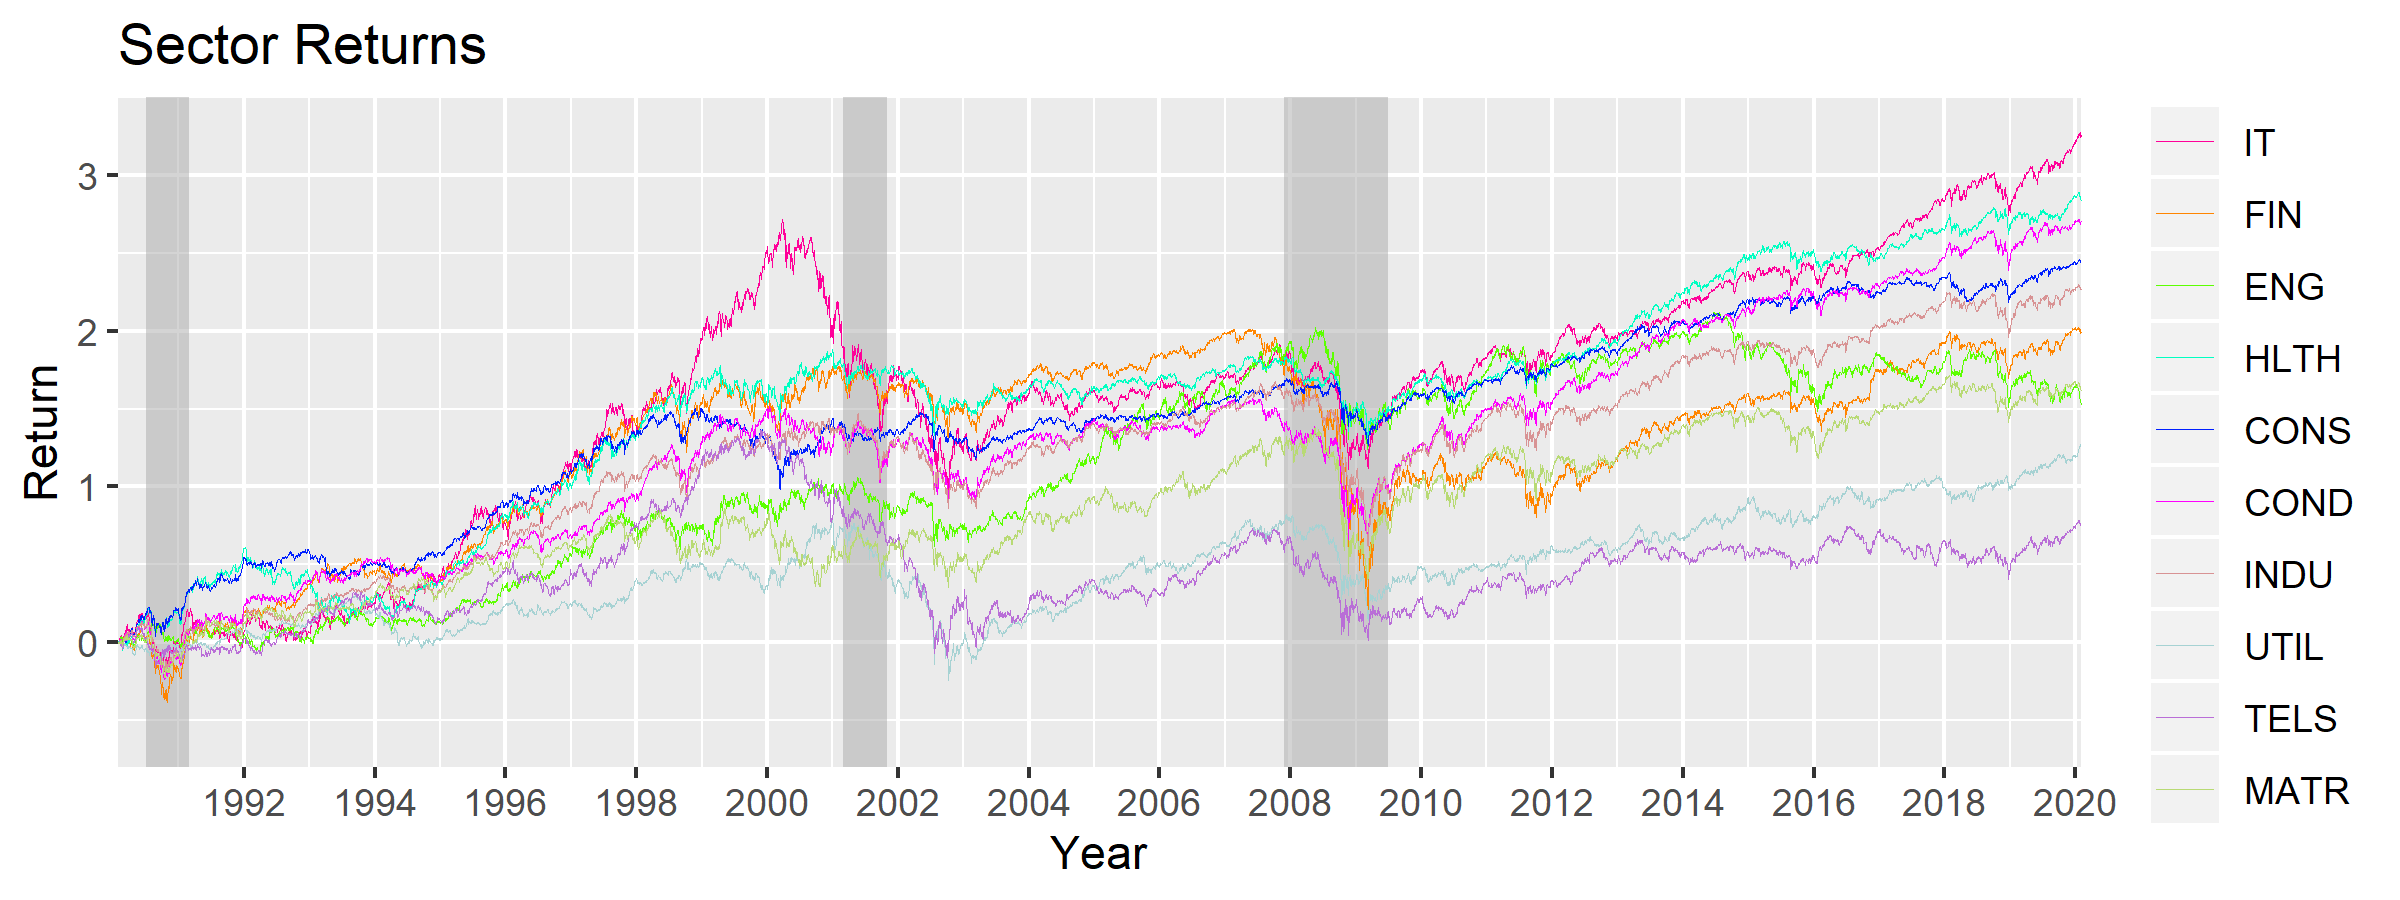 Sector Returns
Return
3
2
1
0
1992 1994 1996 1998 2000 2002 2004 2006 2008 2010 2012 2014 2016 2018 2020
Year
IT
FIN
ENG
HLTH
CONS
COND
INDU
UTIL
TELS
MATR